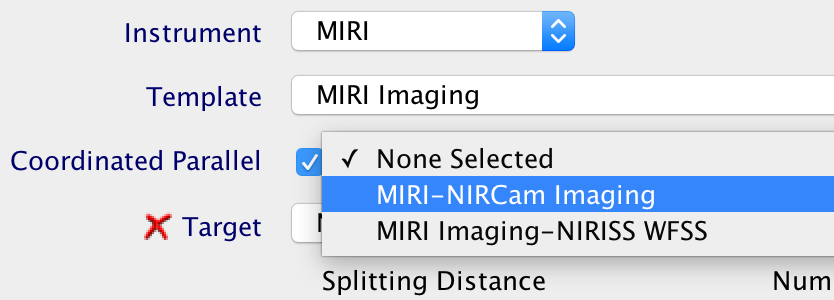 Instrument MIRI
Template MIRI Imaging
Coordinated Parallel ✓ None Selected
MIRI-NIRCam Imaging
Target MIRI Imaging-NIRISS WFSS
Splitting Distance Num